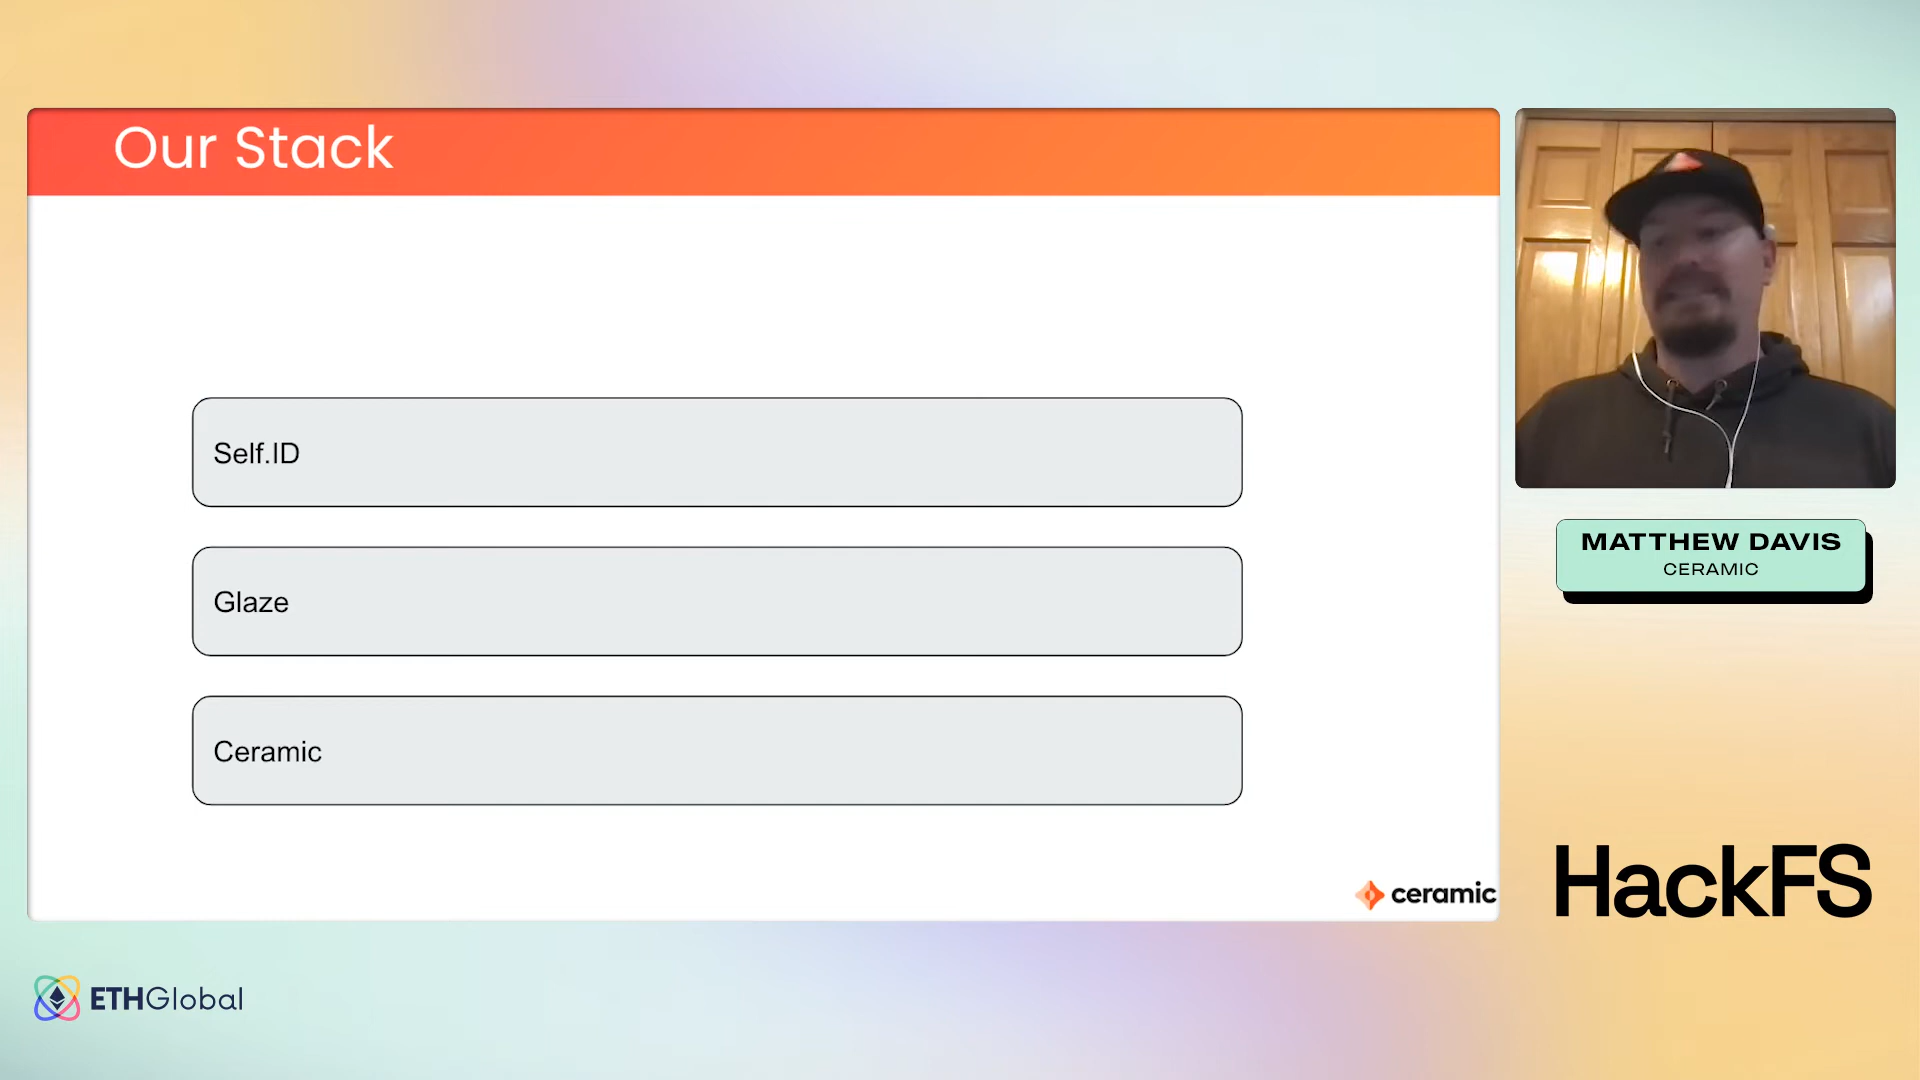 Our Stack
Self.ID
Glaze
Ceramic
ceramic
MATTHEW DAVIS
CERAMIC
HackFS
ETHGlobal